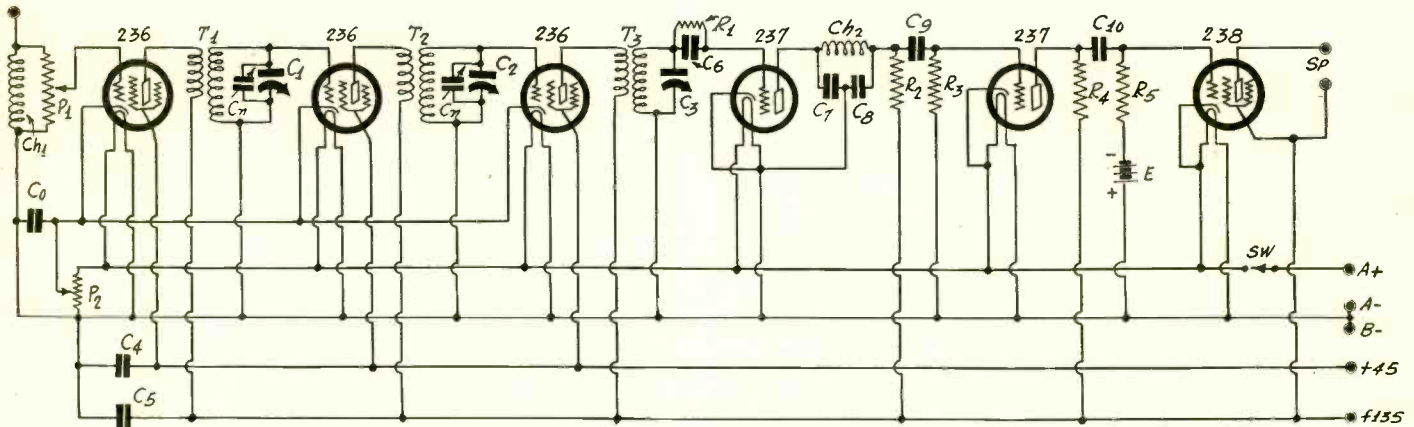 236 T1 236 T2 236 T3 R1 237 Ch2 C9 237 C10 238
P1 Ch1 Cn C1 Cn C2 C3 C6 C7 C8 R2 R3 R4 R5 SP
C0 - E +
P2 SW A+
A-
B-
C4 +45
C5 +135